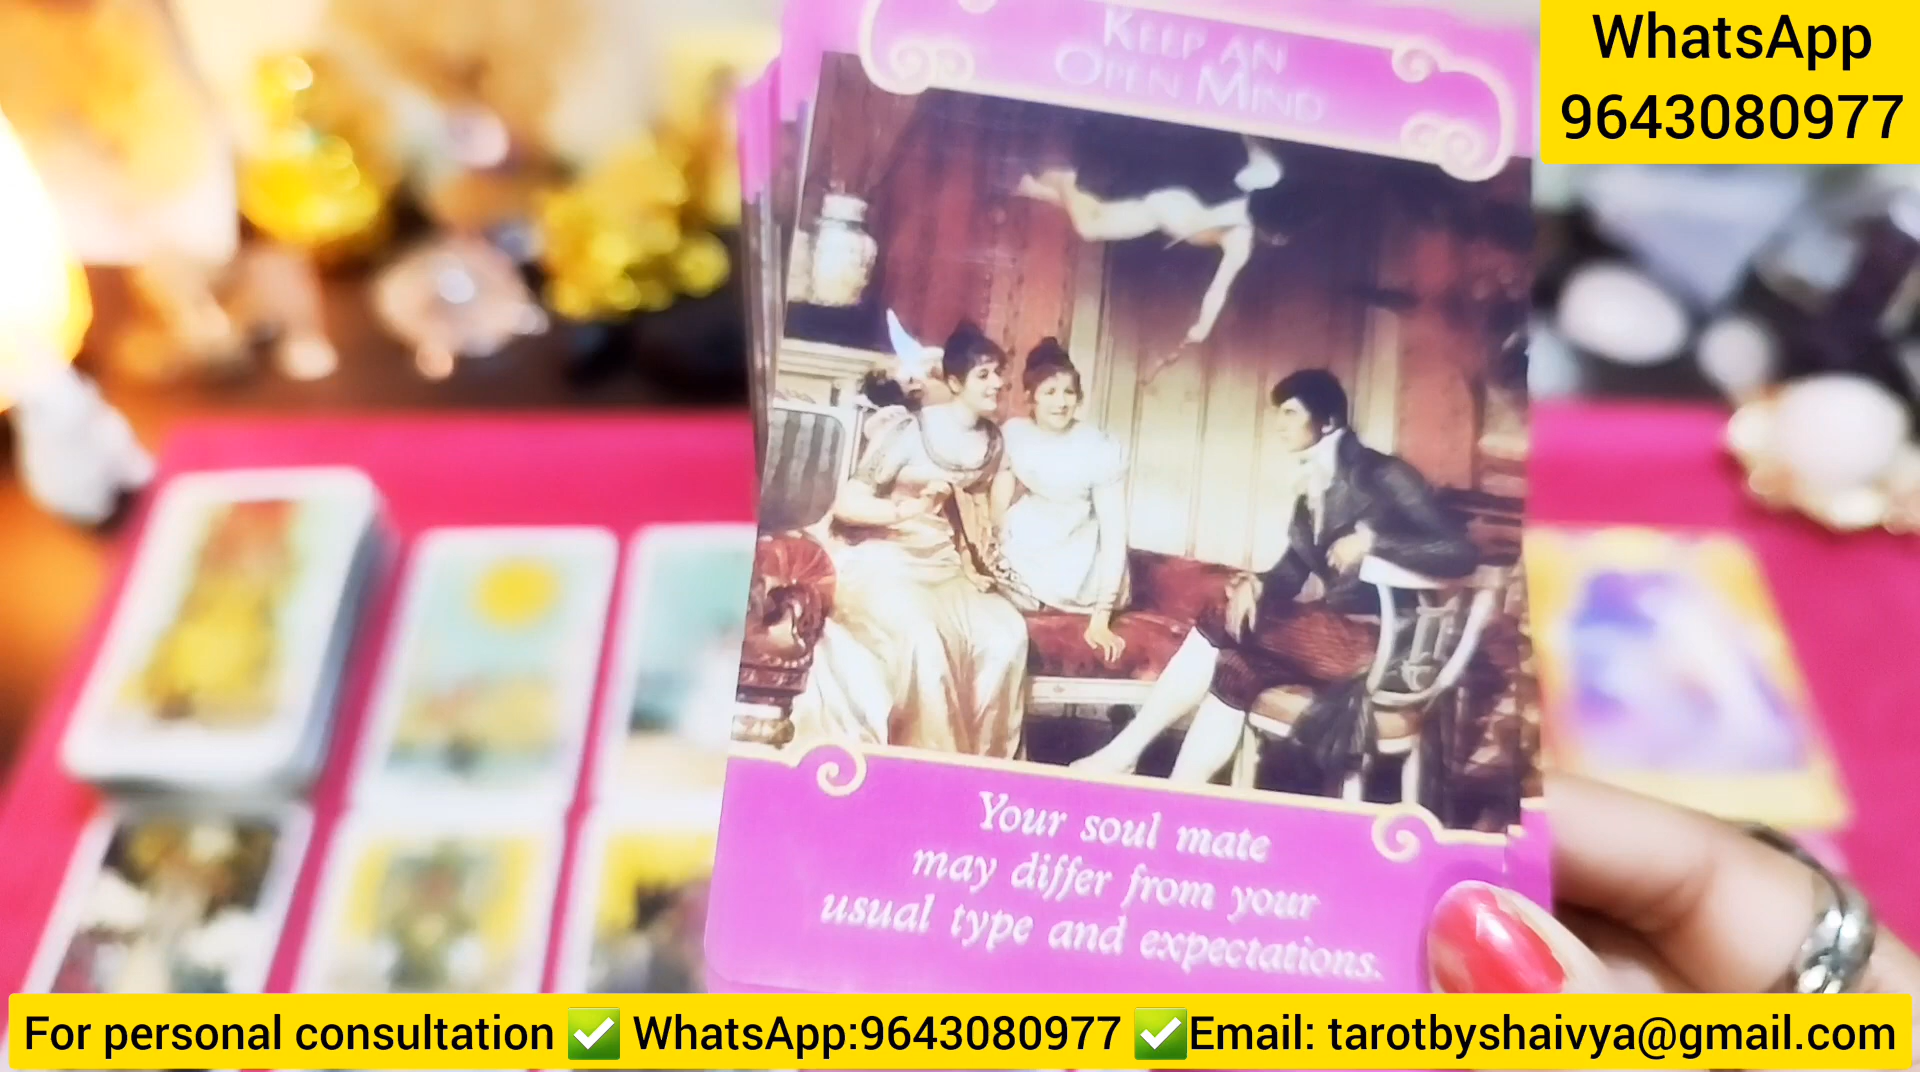 WhatsApp
9643080977
KEEP AN
OPEN MIND
Your soul mate
may differ from your
usual type and expectations.
For personal consultation ✅ WhatsApp:9643080977 ✅Email: tarotbyshaivya@gmail.com